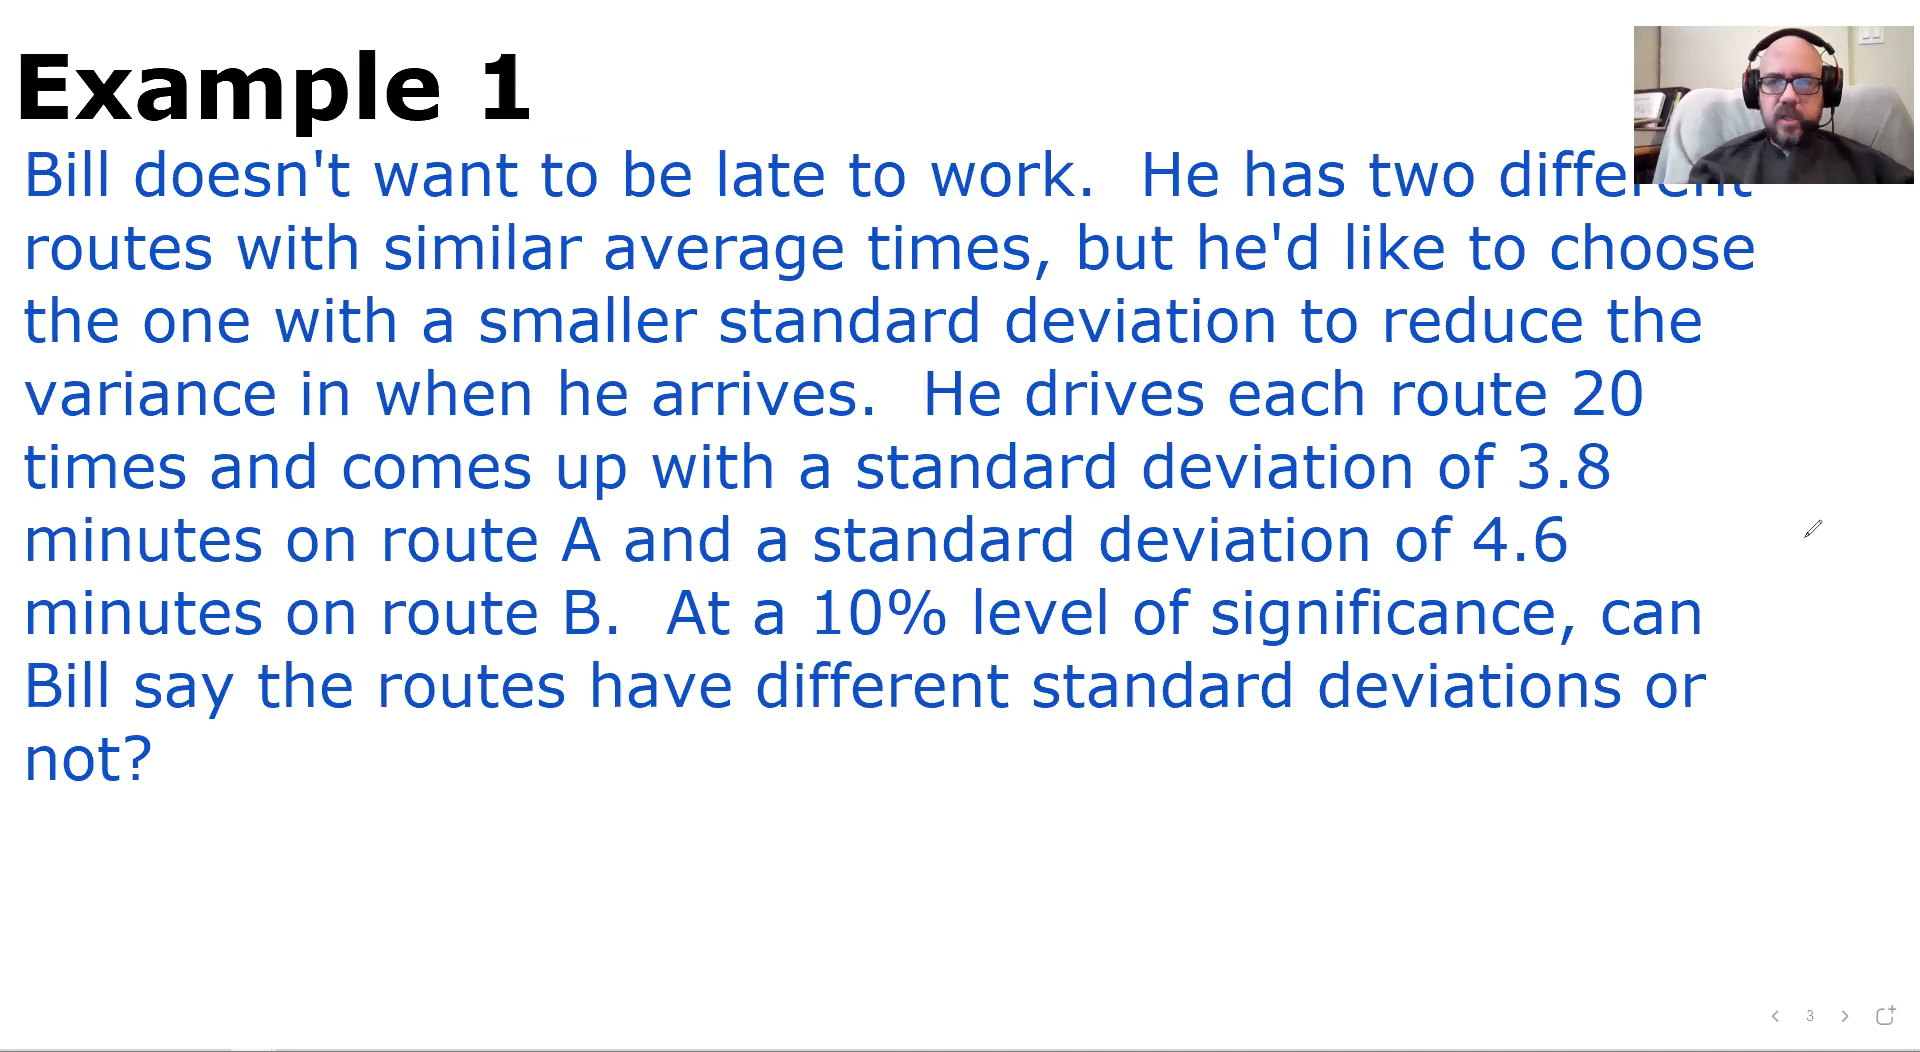 Example 1
Bill doesn't want to be late to work. He has two different
routes with similar average times, but he'd like to choose
the one with a smaller standard deviation to reduce the
variance in when he arrives. He drives each route 20
times and comes up with a standard deviation of 3.8
minutes on route A and a standard deviation of 4.6
minutes on route B. At a 10% level of significance, can
Bill say the routes have different standard deviations or
not?
3